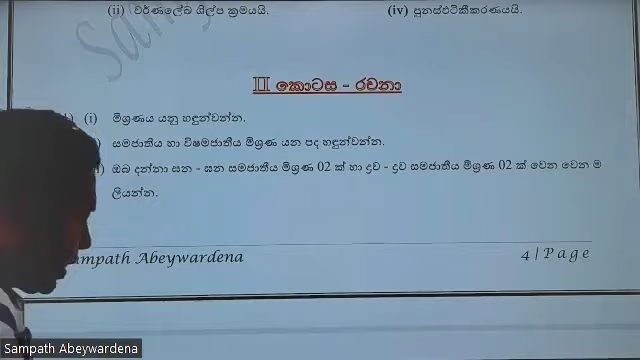 (ii) වර්ණලේඛ ශිල්ප ක්‍රමයයි. (iv) පුනස්ඵටිකීකරණයයි.
II කොටස - රචනා
(i) මිශ්‍රණය යනු හඳුන්වන්න.
සමජාතීය හා විෂමජාතීය මිශ්‍රණ යන පද හඳුන්වන්න.
ඔබ දන්නා ඝන - ඝන සමජාතීය මිශ්‍රණ 02 ක් හා ද්‍රව - ද්‍රව සමජාතීය මිශ්‍රණ 02 ක් වෙන වෙන ම
ලියන්න.
Abeywardena 4 | P a g e
Sampath Abeywardena